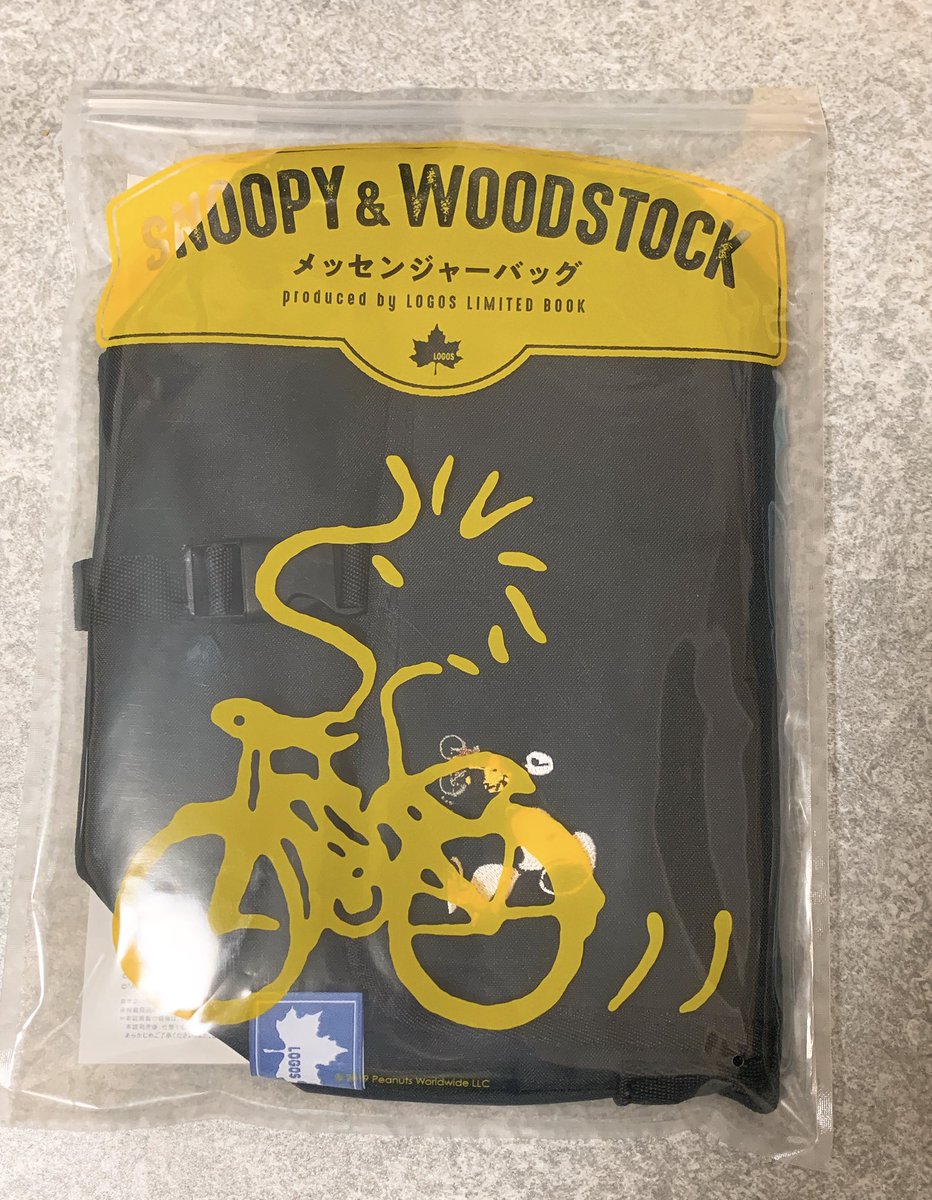 SNOOPY & WOODSTOCK
メッセンジャーバッグ
produced by LOGOS LIMITED BOOK
LOGOS
LOGOS
© 2019 Peanuts Worldwide LLC